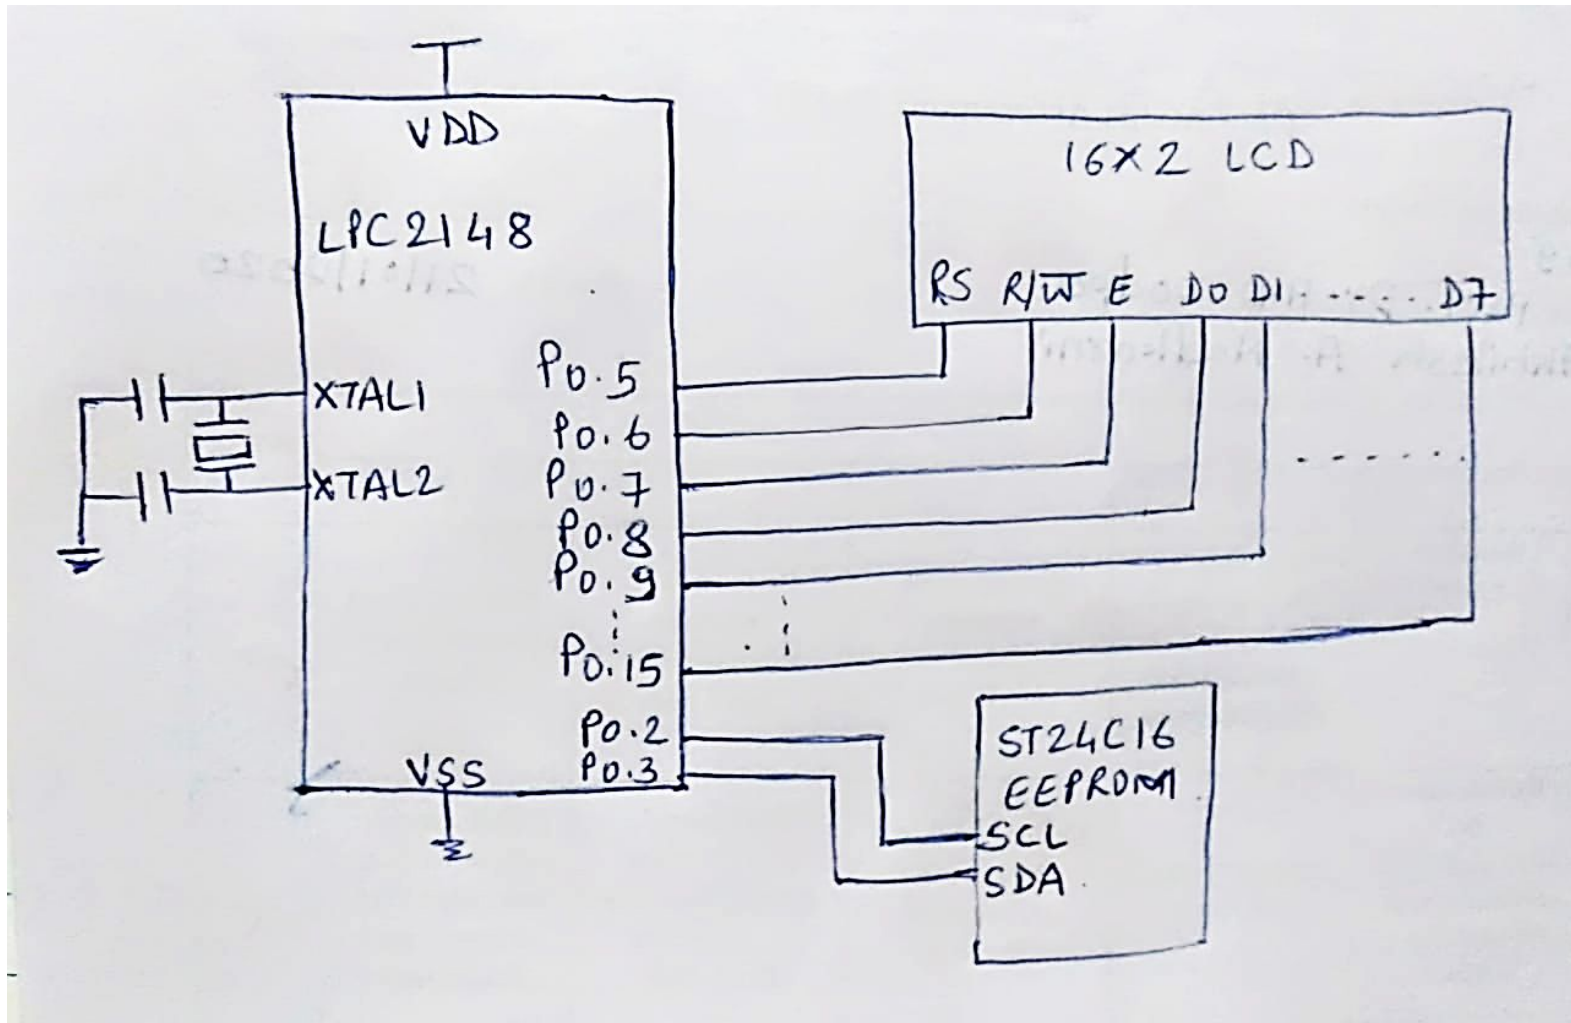 VDD
LPC2148
XTAL1
XTAL2
P0.5
P0.6
P0.7
P0.8
P0.9
P0.15
P0.2
P0.3
VSS
16X2 LCD
RS R/W̅ E D0 D1 ..... D7
ST24C16
EEPROM
SCL
SDA